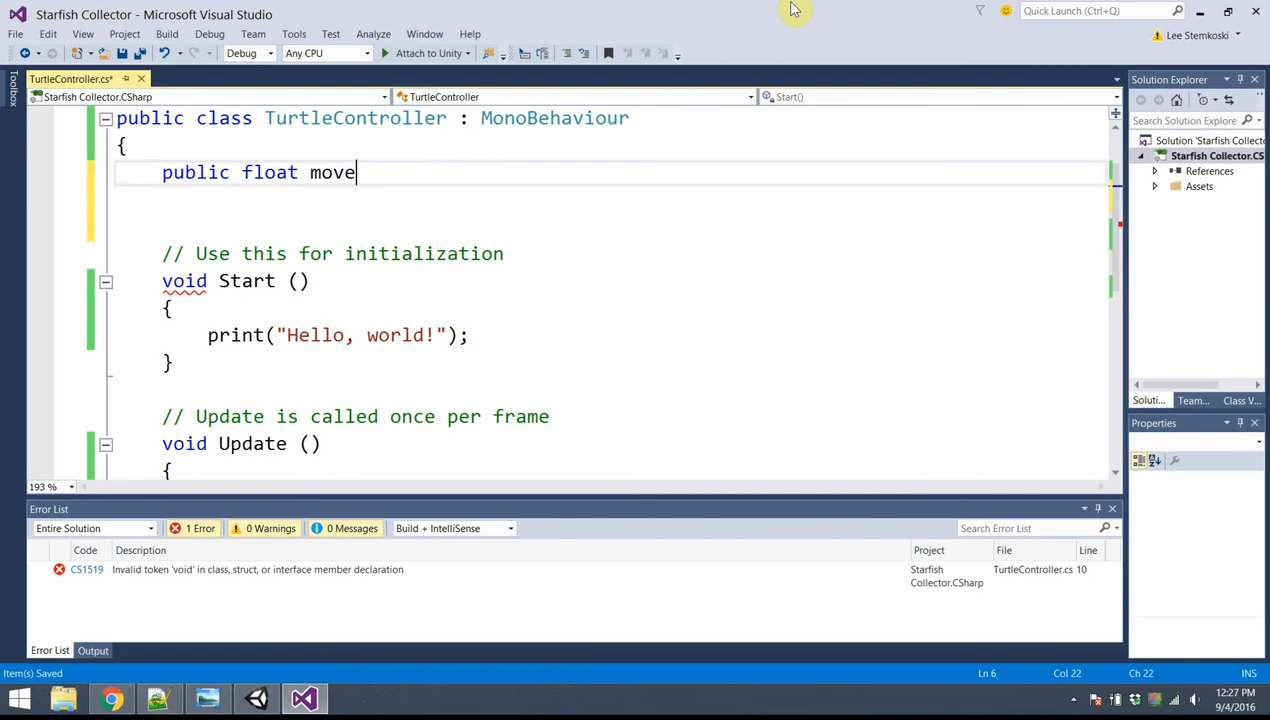 Starfish Collector - Microsoft Visual Studio
Quick Launch (Ctrl+Q)
File Edit View Project Build Debug Team Tools Test Analyze Window Help
Lee Stemkoski
Debug Any CPU Attach to Unity
Toolbox
TurtleController.cs*
Starfish Collector.CSharp TurtleController Start()
public class TurtleController : MonoBehaviour
{
public float move
// Use this for initialization
void Start ()
{
print("Hello, world!");
}
// Update is called once per frame
void Update ()
{
193 %
Solution Explorer
Search Solution Explorer
Solution 'Starfish Collecto
Starfish Collector.CS
References
Assets
Soluti... Team... Class V...
Properties
Error List
Entire Solution 1 Error 0 Warnings 0 Messages Build + IntelliSense Search Error List
Code Description Project File Line
CS1519 Invalid token 'void' in class, struct, or interface member declaration Starfish Collector.CSharp TurtleController.cs 10
Error List Output
Item(s) Saved Ln 6 Col 22 Ch 22 INS
12:27 PM
9/4/2016